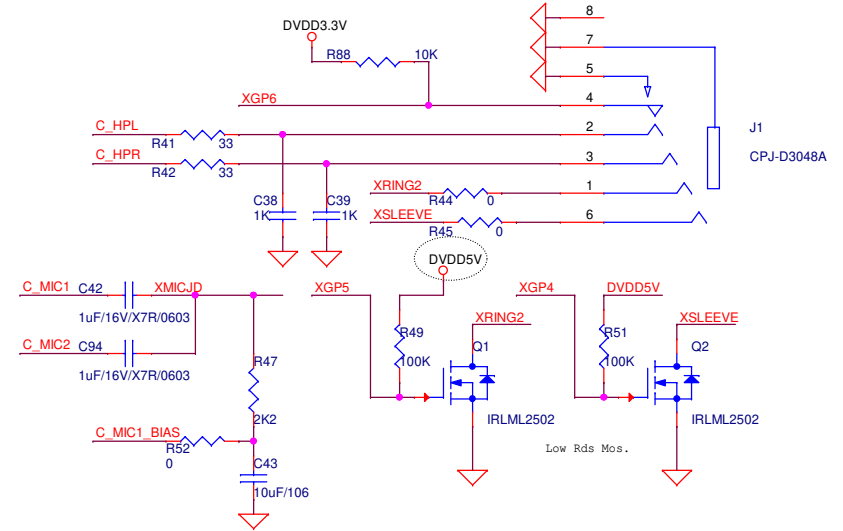 8
DVDD3.3V
7
R88 10K
5
XGP6 4
C_HPL 2 J1
R41 33
C_HPR 3 CPJ-D3048A
R42 33
XRING2 1
C38 C39 R44 0
1K 1K
XSLEEVE 6
R45 0
DVDD5V
C_MIC1 C42 XMICJD XGP5 XGP4 DVDD5V
1uF/16V/X7R/0603 XRING2 XSLEEVE
R49 R51
C_MIC2 C94 R47 100K Q1 100K Q2
1uF/16V/X7R/0603
2K2 IRLML2502 IRLML2502
C_MIC1_BIAS
R52 Low Rds Mos.
0 C43
10uF/106